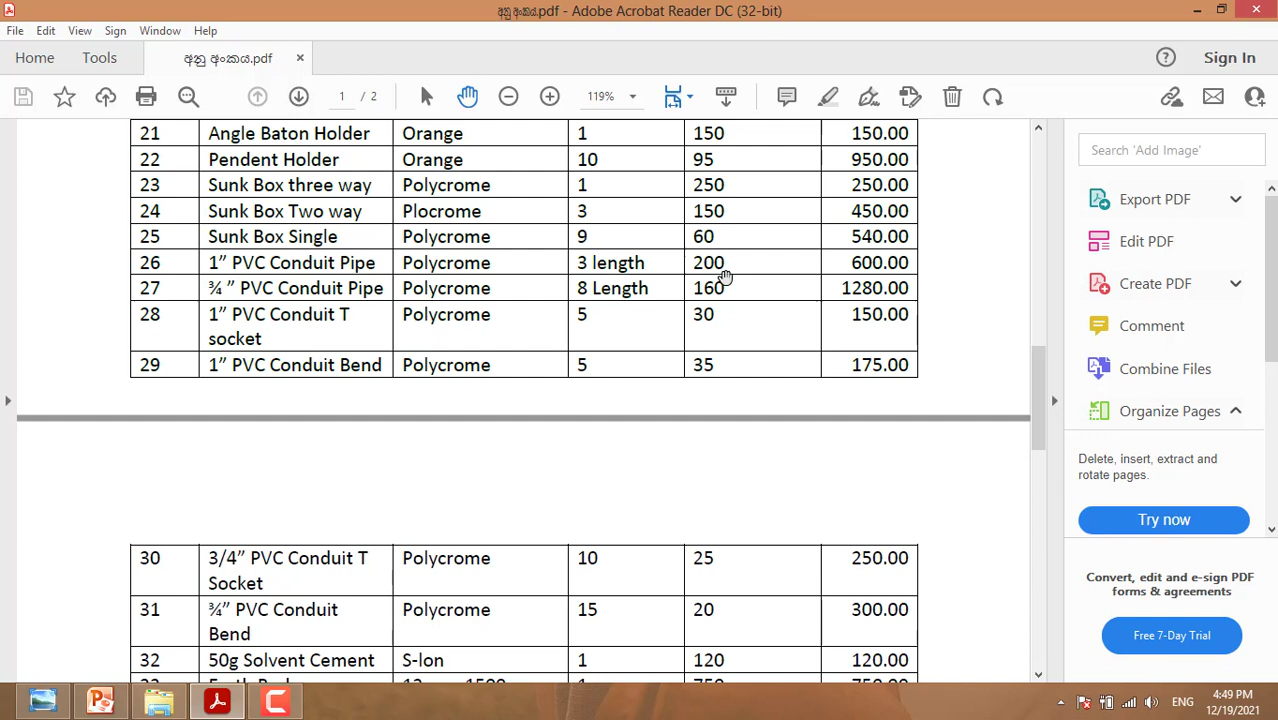 අනු අංකය.pdf - Adobe Acrobat Reader DC (32-bit)
File Edit View Sign Window Help
Home Tools අනු අංකය.pdf Sign In
1 / 2 119%
21 Angle Baton Holder Orange 1 150 150.00
22 Pendent Holder Orange 10 95 950.00
23 Sunk Box three way Polycrome 1 250 250.00
24 Sunk Box Two way Plocrome 3 150 450.00
25 Sunk Box Single Polycrome 9 60 540.00
26 1” PVC Conduit Pipe Polycrome 3 length 200 600.00
27 ¾ ” PVC Conduit Pipe Polycrome 8 Length 160 1280.00
28 1” PVC Conduit T Polycrome 5 30 150.00
socket
29 1” PVC Conduit Bend Polycrome 5 35 175.00
30 3/4” PVC Conduit T Polycrome 10 25 250.00
Socket
31 ¾” PVC Conduit Polycrome 15 20 300.00
Bend
32 50g Solvent Cement S-lon 1 120 120.00
Search 'Add Image'
Export PDF
Edit PDF
Create PDF
Comment
Combine Files
Organize Pages
Delete, insert, extract and
rotate pages.
Try now
Convert, edit and e-sign PDF
forms & agreements
Free 7-Day Trial
ENG 4:49 PM
12/19/2021